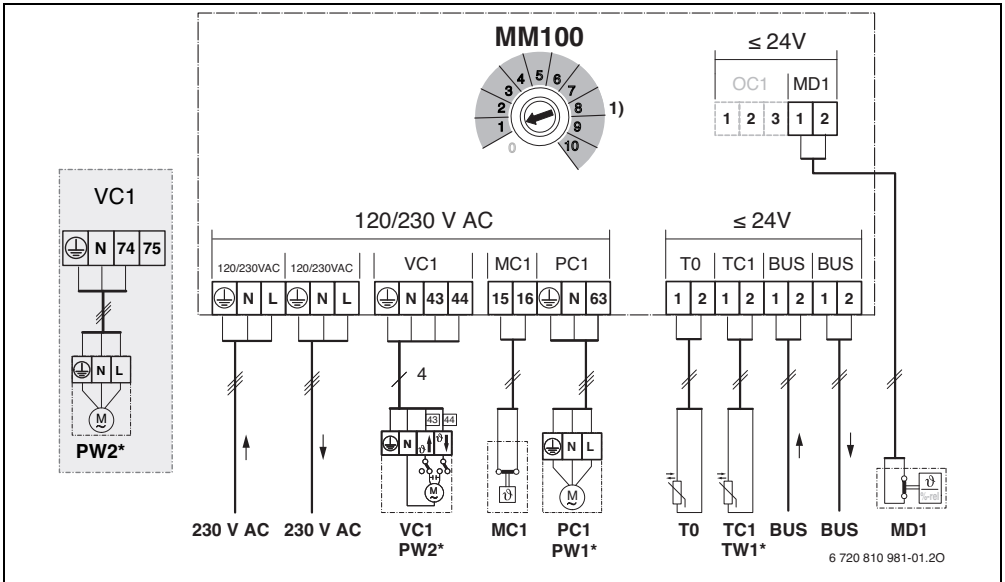 MM100
≤ 24V
OC1 MD1
1 2 3 1 2
0 1 2 3 4 5 6 7 8 9 10
1)
VC1
N 74 75
N L
M
~
PW2*
120/230 V AC
≤ 24V
120/230VAC 120/230VAC VC1 MC1 PC1 T0 TC1 BUS BUS
N L N L N 43 44 15 16 N 63 1 2 1 2 1 2 1 2
4
43 44
N ϑ ϑ
M
~
ϑ
N L
M
~
ϑ
%-rel
230 V AC 230 V AC VC1 MC1 PC1 T0 TC1 BUS BUS MD1
PW2* PW1* TW1*
6 720 810 981-01.2O